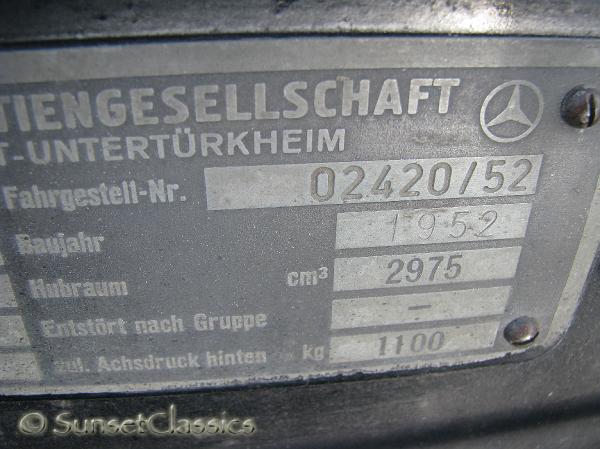 TIENGESELLSCHAFT
T-UNTERTÜRKHEIM
Fahrgestell-Nr. 02420/52
Baujahr 1952
Hubraum cm³ 2975
Entstört nach Gruppe –
zul. Achsdruck hinten kg 1100
© SunsetClassics